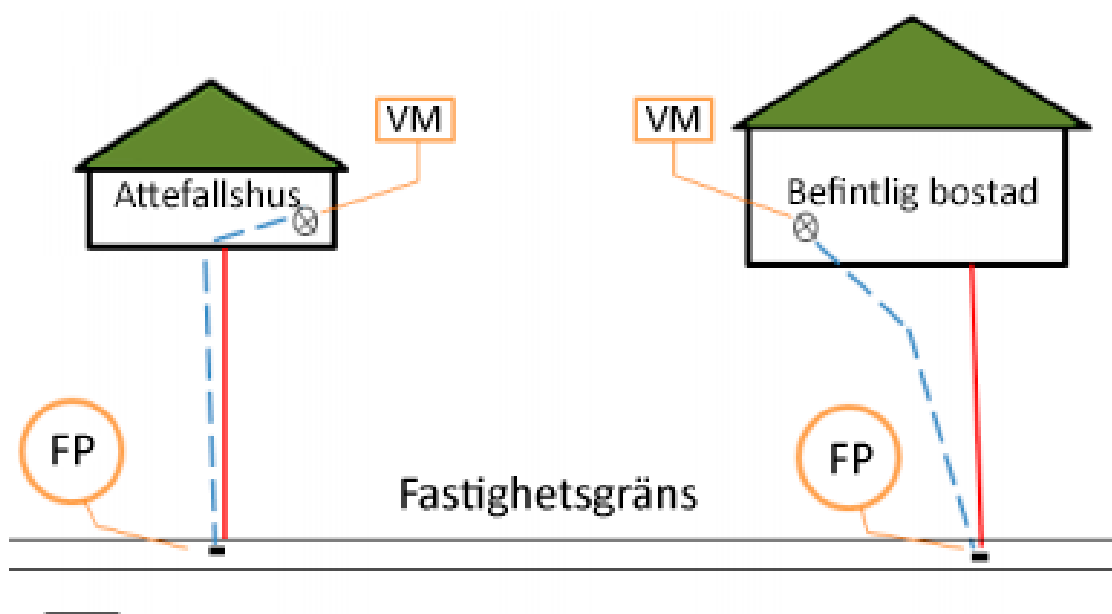 VM
VM
Attefallshus
Befintlig bostad
FP
FP
Fastighetsgräns